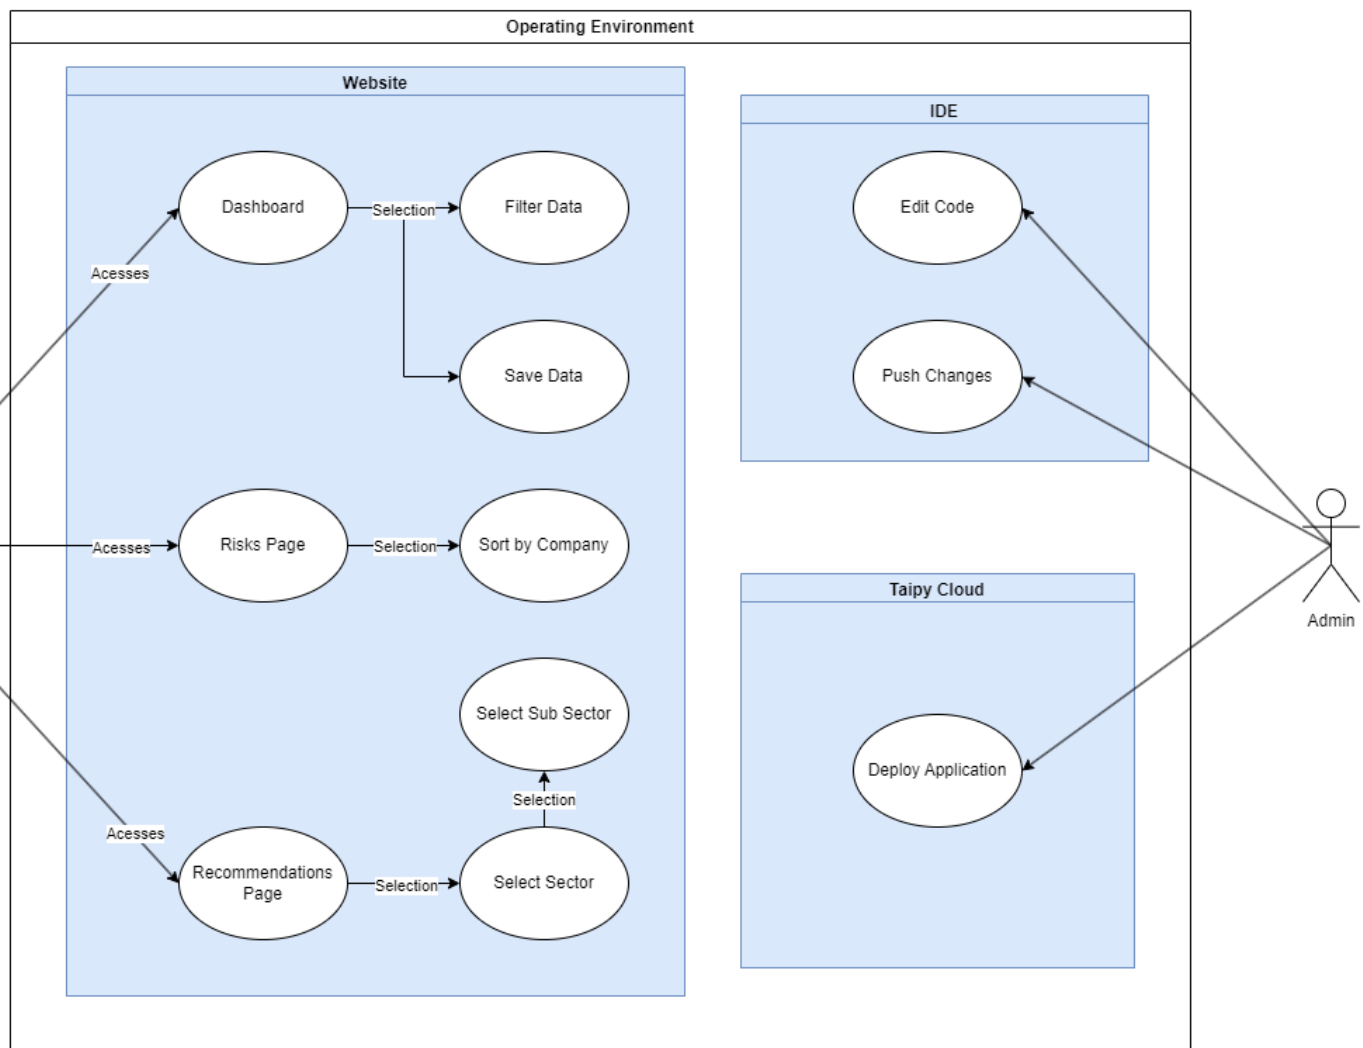 Operating Environment
Website
Dashboard
Selection
Filter Data
Acesses
Save Data
Acesses
Risks Page
Selection
Sort by Company
Select Sub Sector
Selection
Acesses
Recommendations
Page
Selection
Select Sector
IDE
Edit Code
Push Changes
Taipy Cloud
Deploy Application
Admin